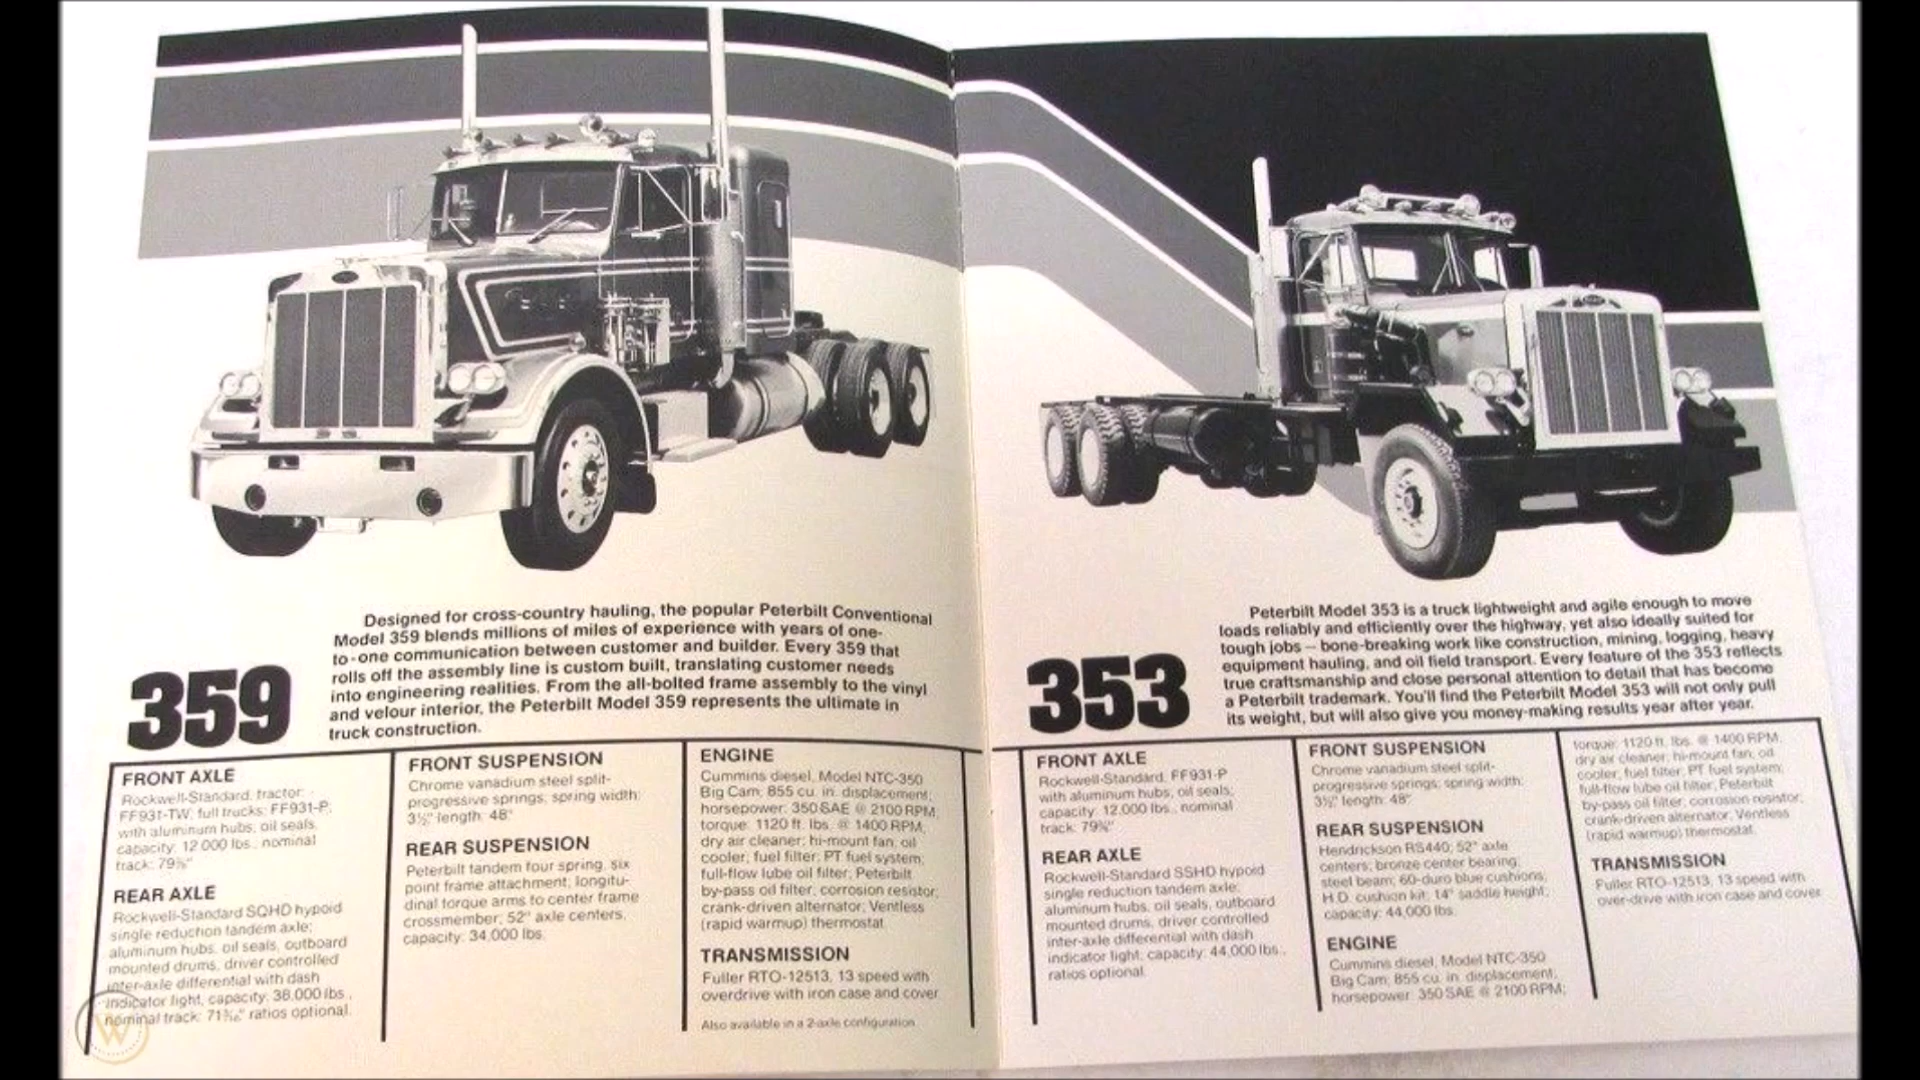 Designed for cross-country hauling, the popular Peterbilt Conventional
Model 359 blends millions of miles of experience with years of one-
to-one communication between customer and builder. Every 359 that
rolls off the assembly line is custom built, translating customer needs
into engineering realities. From the all-bolted frame assembly to the vinyl
and velour interior, the Peterbilt Model 359 represents the ultimate in
truck construction.
359
FRONT AXLE
Rockwell-Standard, tractor:
FF931-TW; full trucks: FF931-P;
with aluminum hubs, oil seals,
capacity: 12,000 lbs., nominal
track: 79⅝"
REAR AXLE
Rockwell-Standard SQHD hypoid
single reduction tandem axle;
aluminum hubs, oil seals, outboard
mounted drums, driver controlled
inter-axle differential with dash
indicator light, capacity: 38,000 lbs.,
nominal track: ratios optional.
FRONT SUSPENSION
Chrome vanadium steel split-
progressive springs; spring width:
3½" length: 48"
REAR SUSPENSION
Peterbilt tandem four spring, six
point frame attachment; longitu-
dinal torque arms to center frame
crossmember; 52" axle centers,
capacity: 34,000 lbs.
ENGINE
Cummins diesel, Model NTC-350
Big Cam; 855 cu. in. displacement;
horsepower: 350 SAE @ 2100 RPM;
torque: 1120 ft. lbs. @ 1400 RPM,
dry air cleaner; hi-mount fan; oil
cooler; fuel filter; PT fuel system;
full-flow lube oil filter; Peterbilt
by-pass oil filter; corrosion resistor;
crank-driven alternator; Ventless
(rapid warmup) thermostat.
TRANSMISSION
Fuller RTO-12513, 13 speed with
overdrive with iron case and cover.
Also available in a 2-axle configuration.
Peterbilt Model 353 is a truck lightweight and agile enough to move
loads reliably and efficiently over the highway, yet also ideally suited for
tough jobs — bone-breaking work like construction, mining, logging, heavy
equipment hauling, and oil field transport. Every feature of the 353 reflects
true craftsmanship and close personal attention to detail that has become
a Peterbilt trademark. You'll find the Peterbilt Model 353 will not only pull
its weight, but will also give you money-making results year after year.
353
FRONT AXLE
Rockwell-Standard, FF931-P
with aluminum hubs; oil seals;
capacity: 12,000 lbs., nominal
track:
REAR AXLE
Rockwell-Standard SSHD hypoid
single reduction tandem axle;
aluminum hubs, oil seals, outboard
mounted drums, driver controlled
inter-axle differential with dash
indicator light; capacity: 44,000 lbs.,
ratios optional.
FRONT SUSPENSION
Chrome vanadium steel split-
progressive springs; spring width:
3½" length: 48"
REAR SUSPENSION
Hendrickson RS440; 52" axle
centers; bronze center bearing;
steel beam; 60-duro blue cushions;
H.D. cushion kit; 14" saddle height;
capacity: 44,000 lbs.
ENGINE
Cummins diesel, Model NTC-350
Big Cam; 855 cu. in. displacement;
horsepower: 350 SAE @ 2100 RPM;
torque: 1120 ft. lbs. @ 1400 RPM,
dry air cleaner; hi-mount fan; oil
cooler; fuel filter; PT fuel system;
full-flow lube oil filter; Peterbilt
by-pass oil filter; corrosion resistor;
crank-driven alternator; Ventless
(rapid warmup) thermostat.
TRANSMISSION
Fuller RTO-12513, 13 speed with
over-drive with iron case and cover.
W